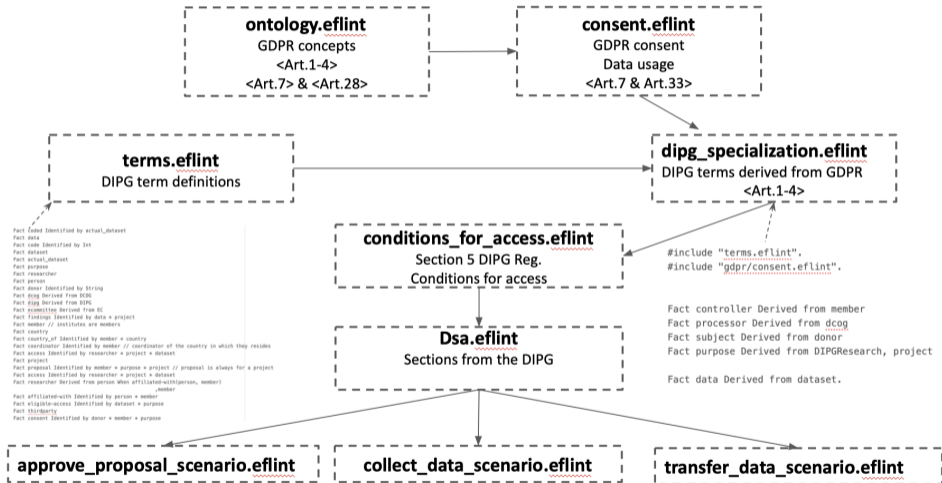 ontology.eflint
GDPR concepts
<Art.1-4>
<Art.7> & <Art.28>
consent.eflint
GDPR consent
Data usage
<Art.7 & Art.33>
terms.eflint
DIPG term definitions
dipg_specialization.eflint
DIPG terms derived from GDPR
<Art.1-4>
Fact Coded Identified by actual_dataset
Fact data
Fact code Identified by Int
Fact dataset
Fact actual_dataset
Fact purpose
Fact researcher
Fact person
Fact donor Identified by String
Fact dcog Derived from DCOG
Fact dipg Derived from DIPG
Fact ecommittee Derived from EC
Fact findings Identified by data * project
Fact member // institutes are members
Fact country
Fact country_of Identified by member * country
Fact coordinator Identified by member // coordinator of the country in which they resides
Fact access Identified by researcher * project * dataset
Fact project
Fact proposal Identified by member * purpose * project // proposal is always for a project
Fact access Identified by researcher * project * dataset
Fact researcher Derived from person When affiliated-with(person, member)
,member
Fact affiliated-with Identified by person * member
Fact eligible-access Identified by dataset * purpose
Fact thirdparty
Fact consent Identified by donor * member * purpose
conditions_for_access.eflint
Section 5 DIPG Reg.
Conditions for access
#include "terms.eflint".
#include "gdpr/consent.eflint".
Fact controller Derived from member
Fact processor Derived from dcog
Fact subject Derived from donor
Fact purpose Derived from DIPGResearch, project
Fact data Derived from dataset.
Dsa.eflint
Sections from the DIPG
approve_proposal_scenario.eflint
collect_data_scenario.eflint
transfer_data_scenario.eflint